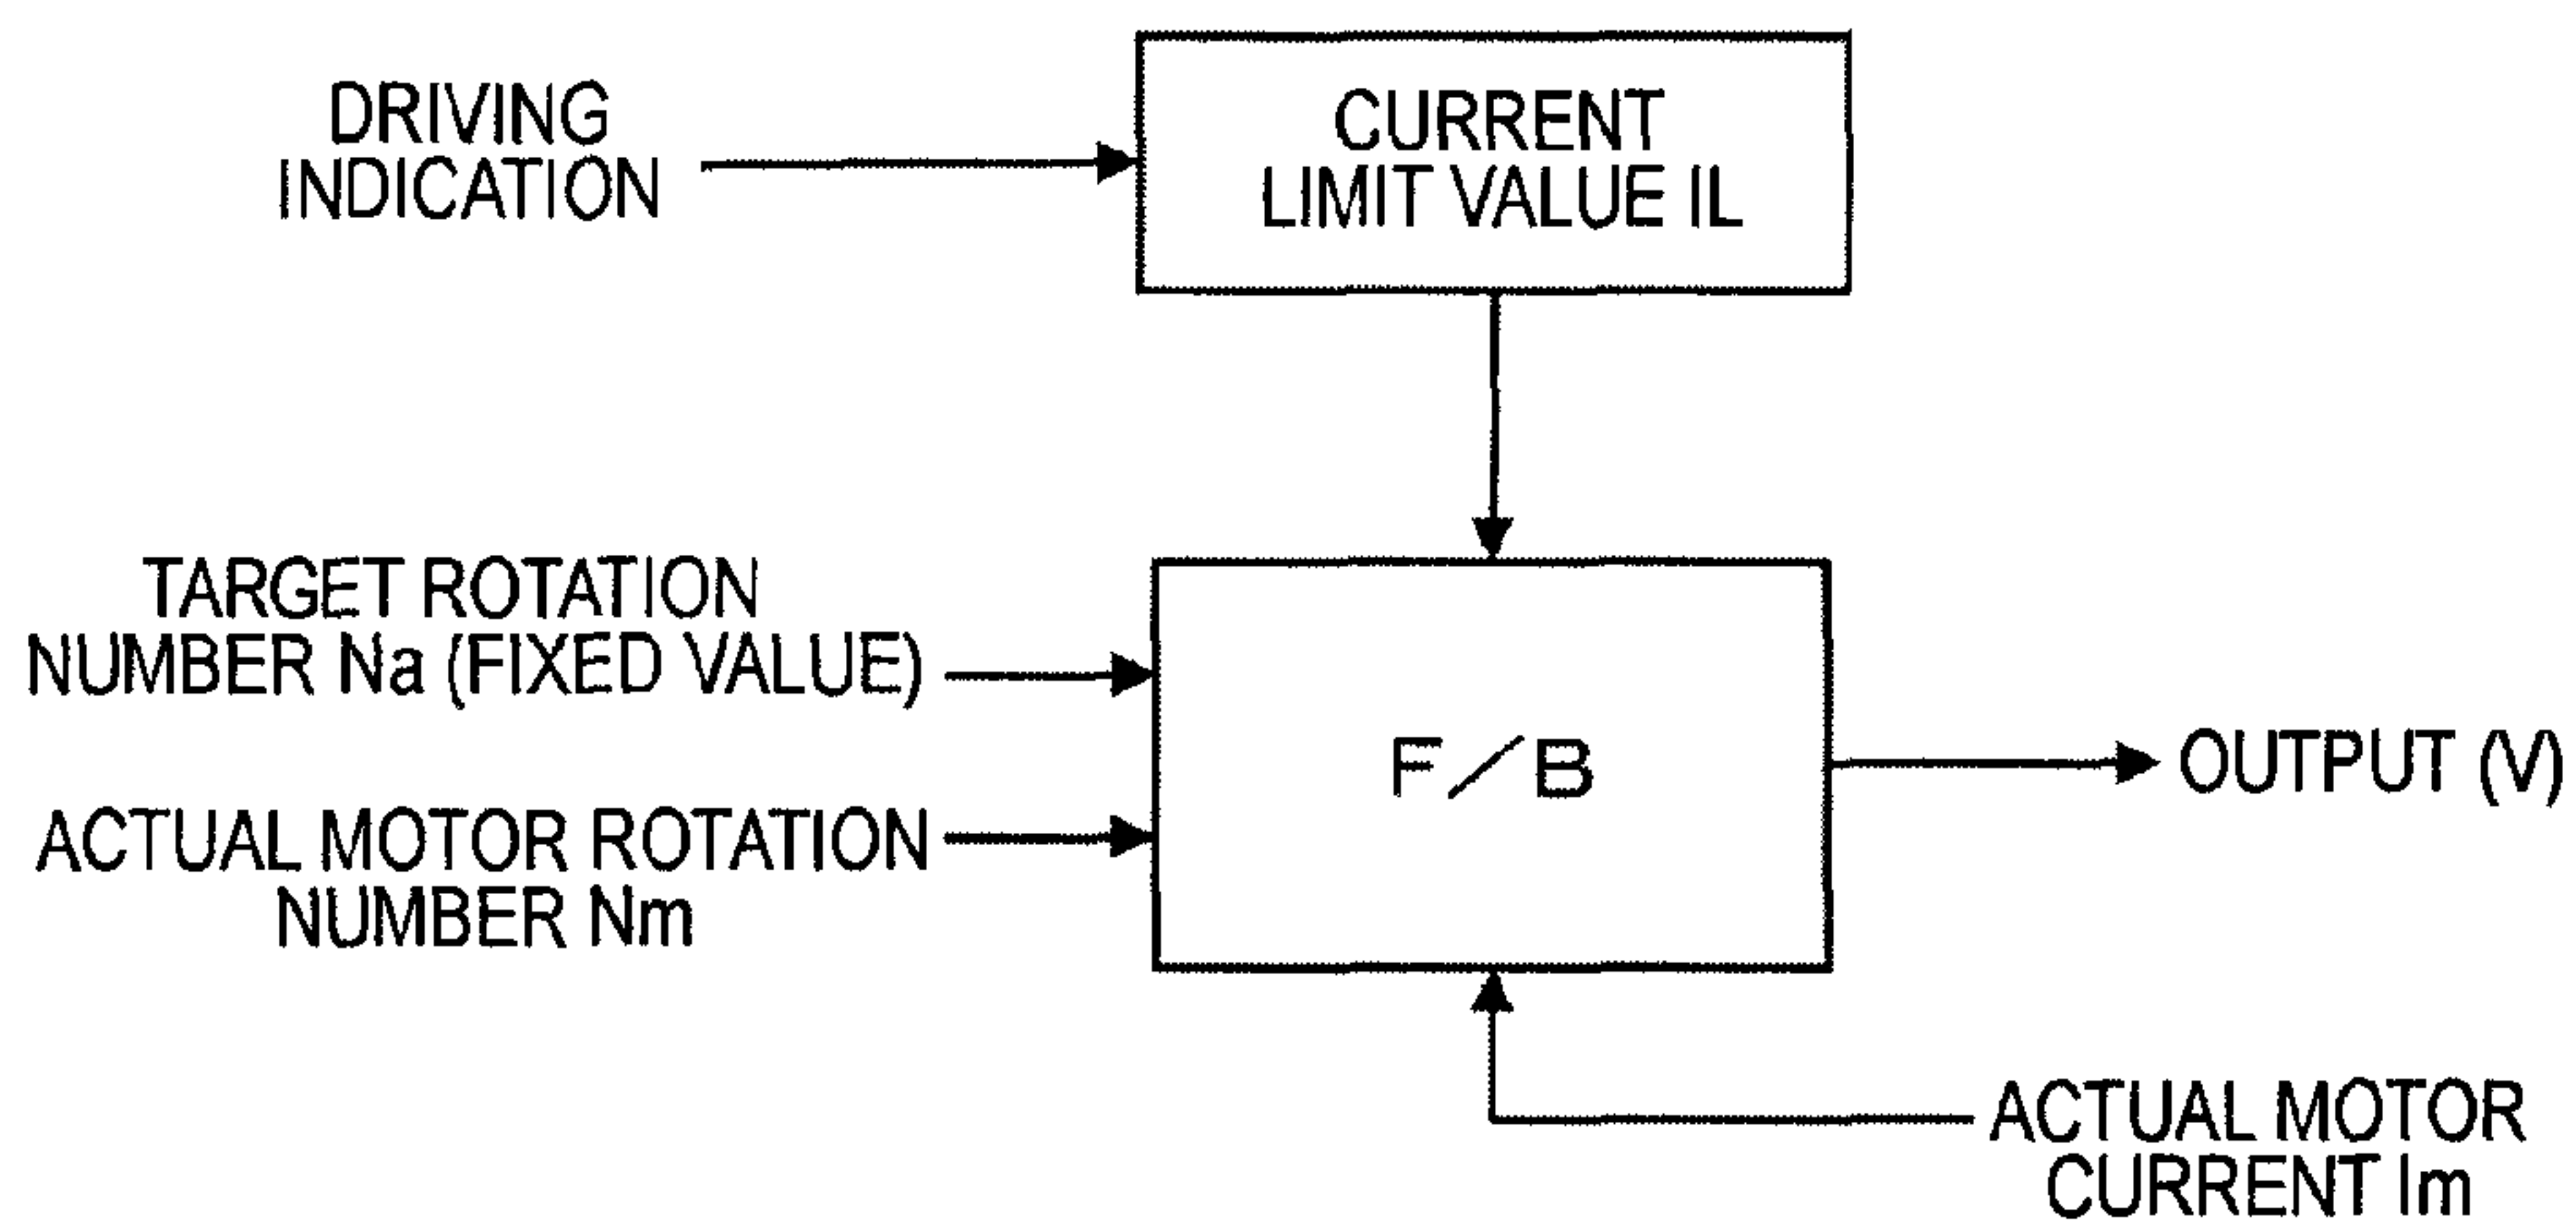 DRIVING
INDICATION
CURRENT
LIMIT VALUE IL
TARGET ROTATION
NUMBER Na (FIXED VALUE)
F/B
OUTPUT (V)
ACTUAL MOTOR ROTATION
NUMBER Nm
ACTUAL MOTOR
CURRENT Im